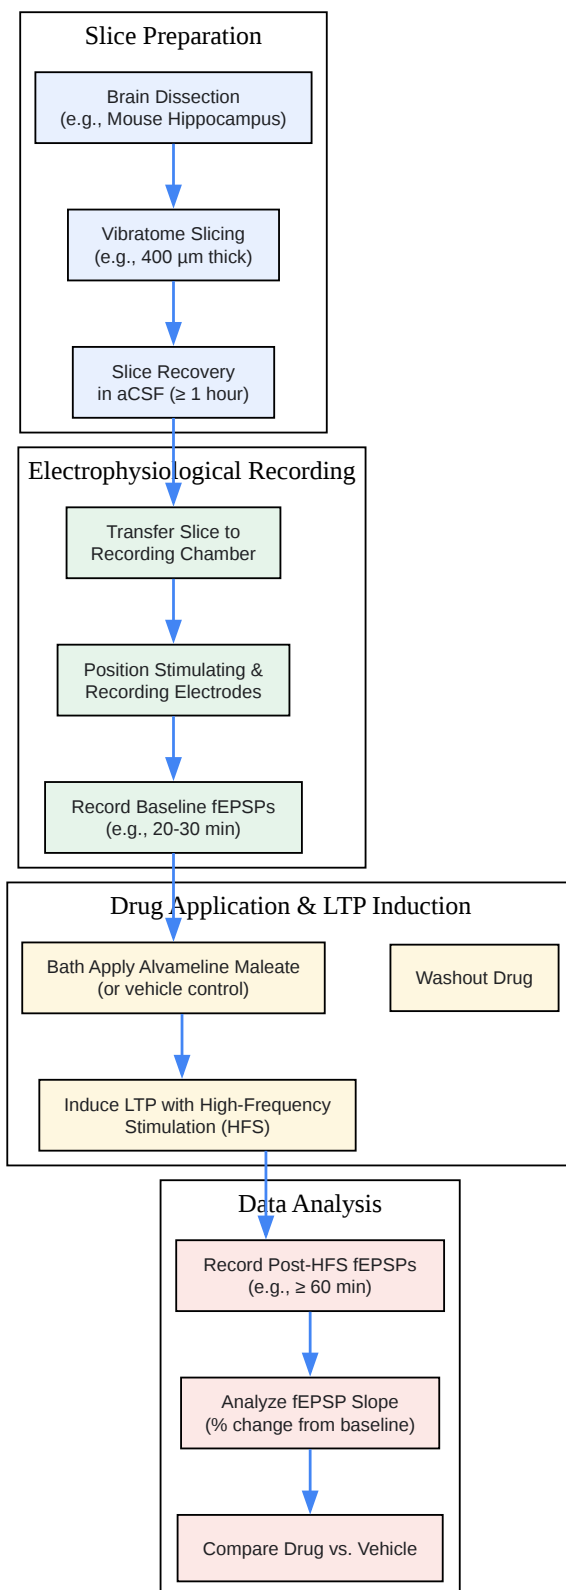 Slice Preparation
Brain Dissection
(e.g., Mouse Hippocampus)
Vibratome Slicing
(e.g., 400 µm thick)
Slice Recovery
in aCSF (≥ 1 hour)
Electrophysiological Recording
Transfer Slice to
Recording Chamber
Position Stimulating &
Recording Electrodes
Record Baseline fEPSPs
(e.g., 20-30 min)
Drug Application & LTP Induction
Bath Apply Alvameline Maleate
(or vehicle control)
Washout Drug
Induce LTP with High-Frequency
Stimulation (HFS)
Data Analysis
Record Post-HFS fEPSPs
(e.g., ≥ 60 min)
Analyze fEPSP Slope
(% change from baseline)
Compare Drug vs. Vehicle